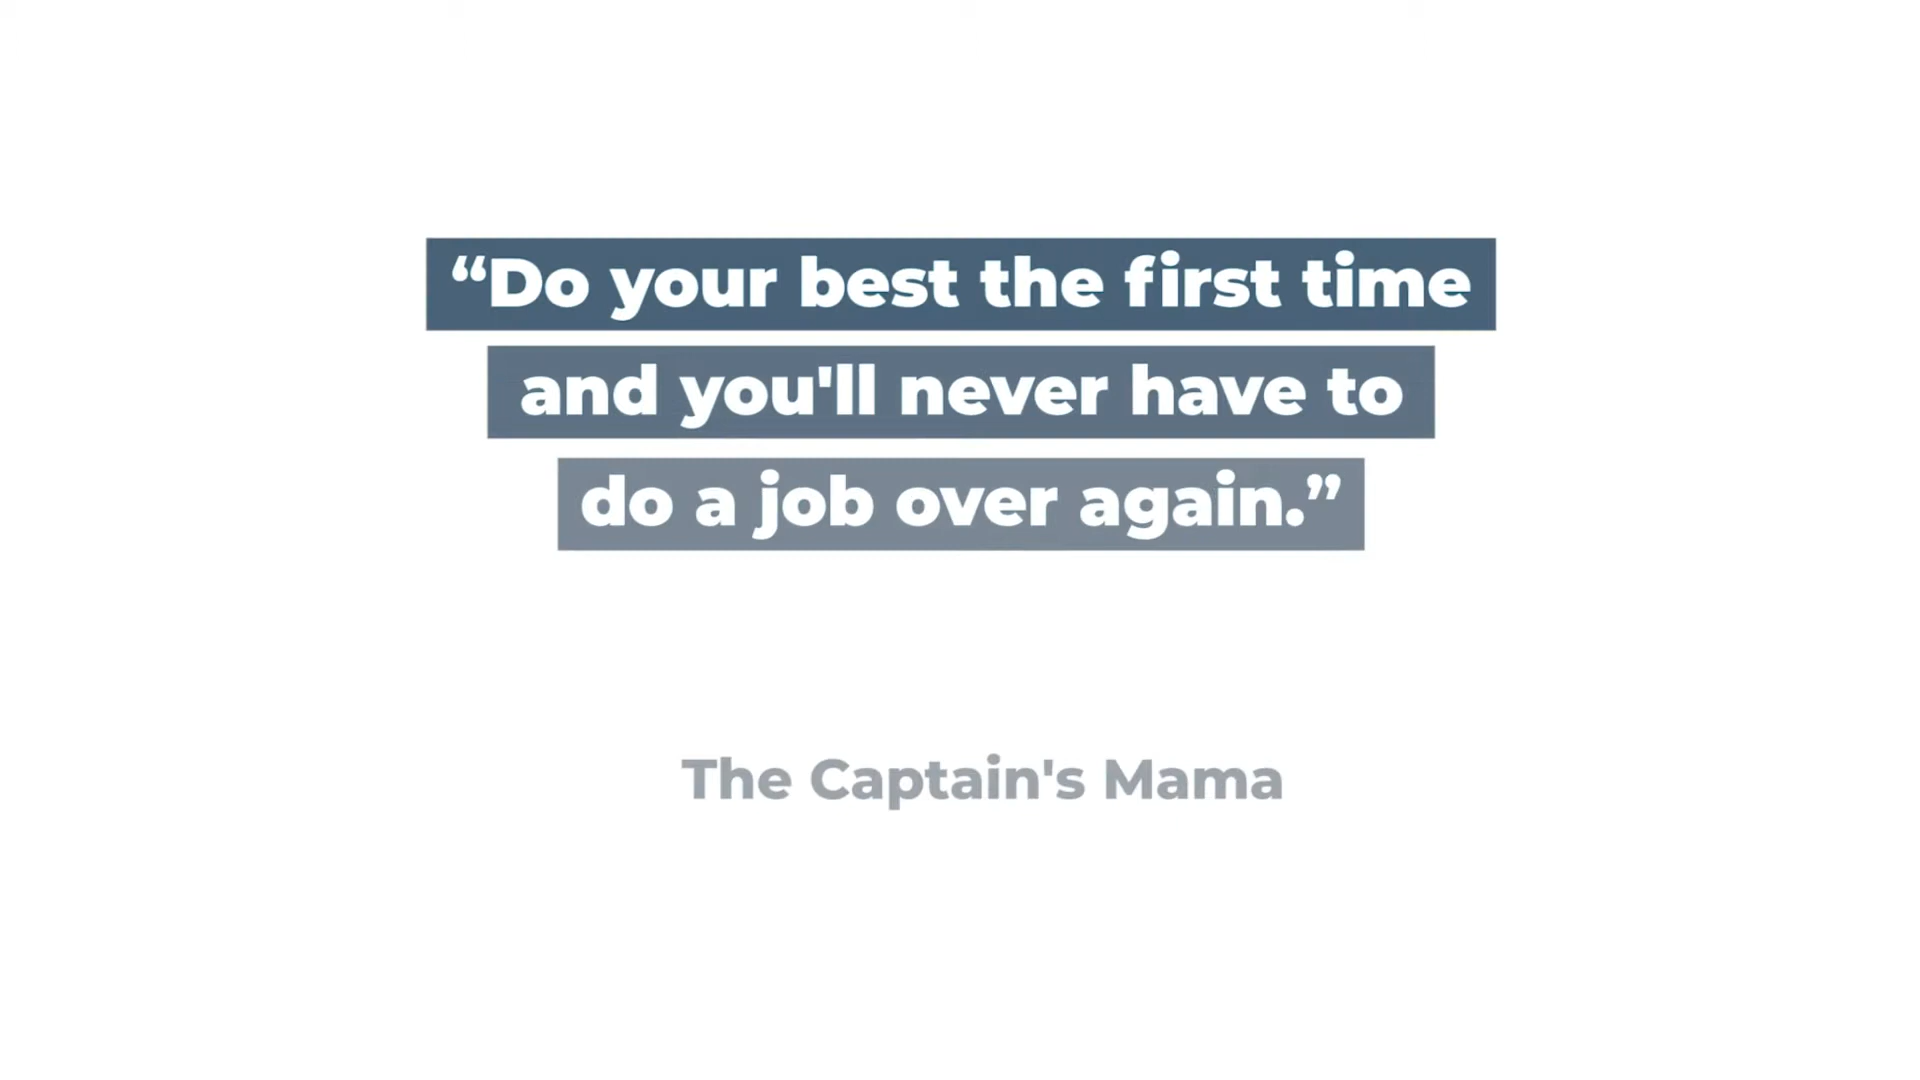 “Do your best the first time
and you'll never have to
do a job over again.”
The Captain's Mama